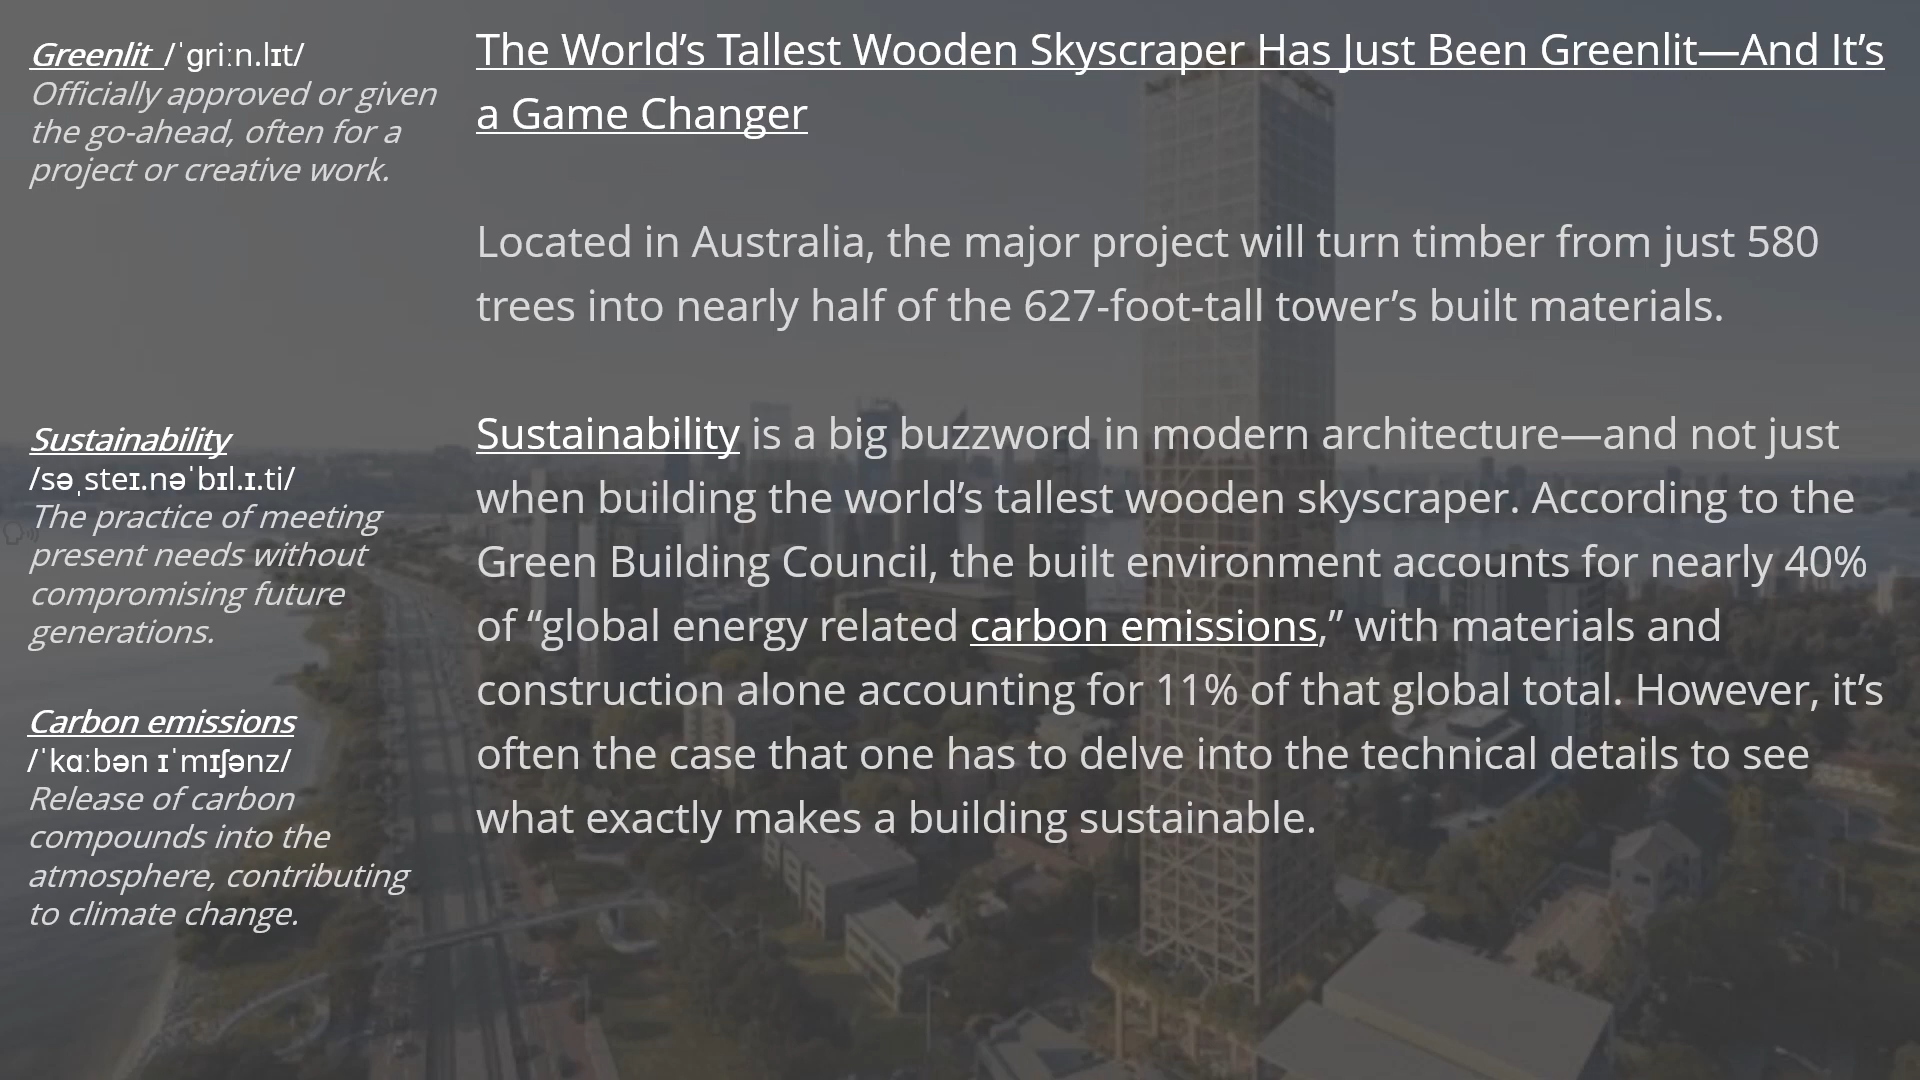 Greenlit /ˈɡriːn.lɪt/
Officially approved or given
the go-ahead, often for a
project or creative work.
The World’s Tallest Wooden Skyscraper Has Just Been Greenlit—And It’s
a Game Changer
Located in Australia, the major project will turn timber from just 580
trees into nearly half of the 627-foot-tall tower’s built materials.
Sustainability
/səˌsteɪ.nəˈbɪl.ɪ.ti/
The practice of meeting
present needs without
compromising future
generations.
Carbon emissions
/ˈkɑːbən ɪˈmɪʃənz/
Release of carbon
compounds into the
atmosphere, contributing
to climate change.
Sustainability is a big buzzword in modern architecture—and not just
when building the world’s tallest wooden skyscraper. According to the
Green Building Council, the built environment accounts for nearly 40%
of “global energy related carbon emissions,” with materials and
construction alone accounting for 11% of that global total. However, it’s
often the case that one has to delve into the technical details to see
what exactly makes a building sustainable.